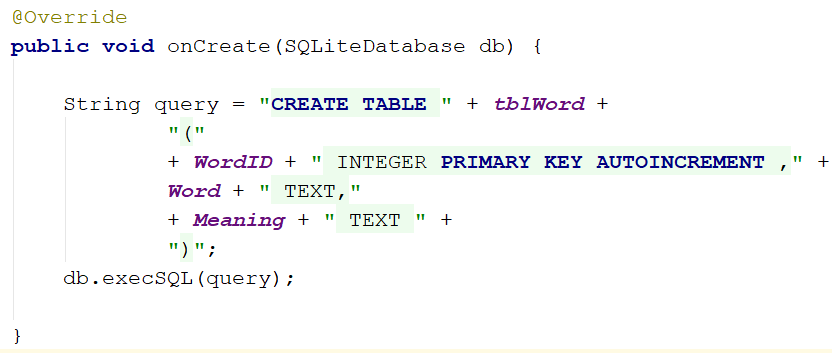 @Override
public void onCreate(SQLiteDatabase db) {
String query = "CREATE TABLE " + tblWord +
"("
+ WordID + " INTEGER PRIMARY KEY AUTOINCREMENT ," +
Word + " TEXT,"
+ Meaning + " TEXT " +
")";
db.execSQL(query);
}